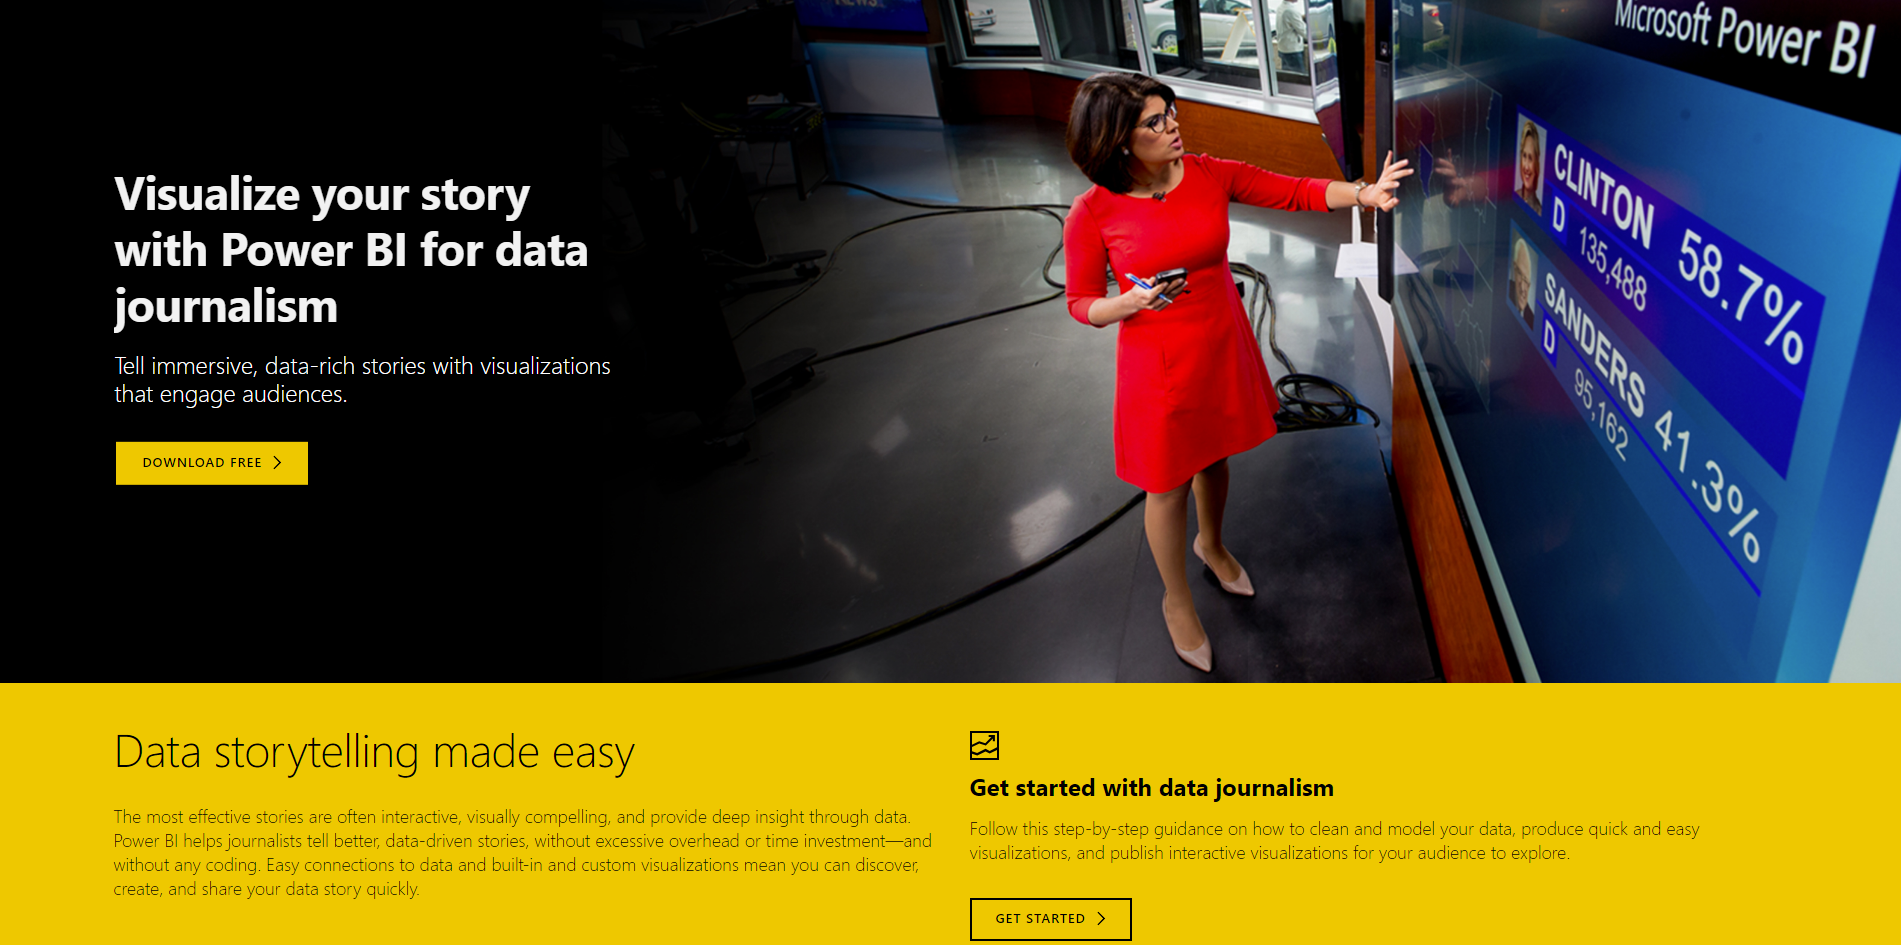 NEWS
Microsoft Power BI
CLINTON 58.7%
D 135,488
SANDERS 41.3%
D 95,162
Visualize your story
with Power BI for data
journalism
Tell immersive, data-rich stories with visualizations
that engage audiences.
DOWNLOAD FREE
Data storytelling made easy
The most effective stories are often interactive, visually compelling, and provide deep insight through data.
Power BI helps journalists tell better, data-driven stories, without excessive overhead or time investment—and
without any coding. Easy connections to data and built-in and custom visualizations mean you can discover,
create, and share your data story quickly.
Get started with data journalism
Follow this step-by-step guidance on how to clean and model your data, produce quick and easy
visualizations, and publish interactive visualizations for your audience to explore.
GET STARTED